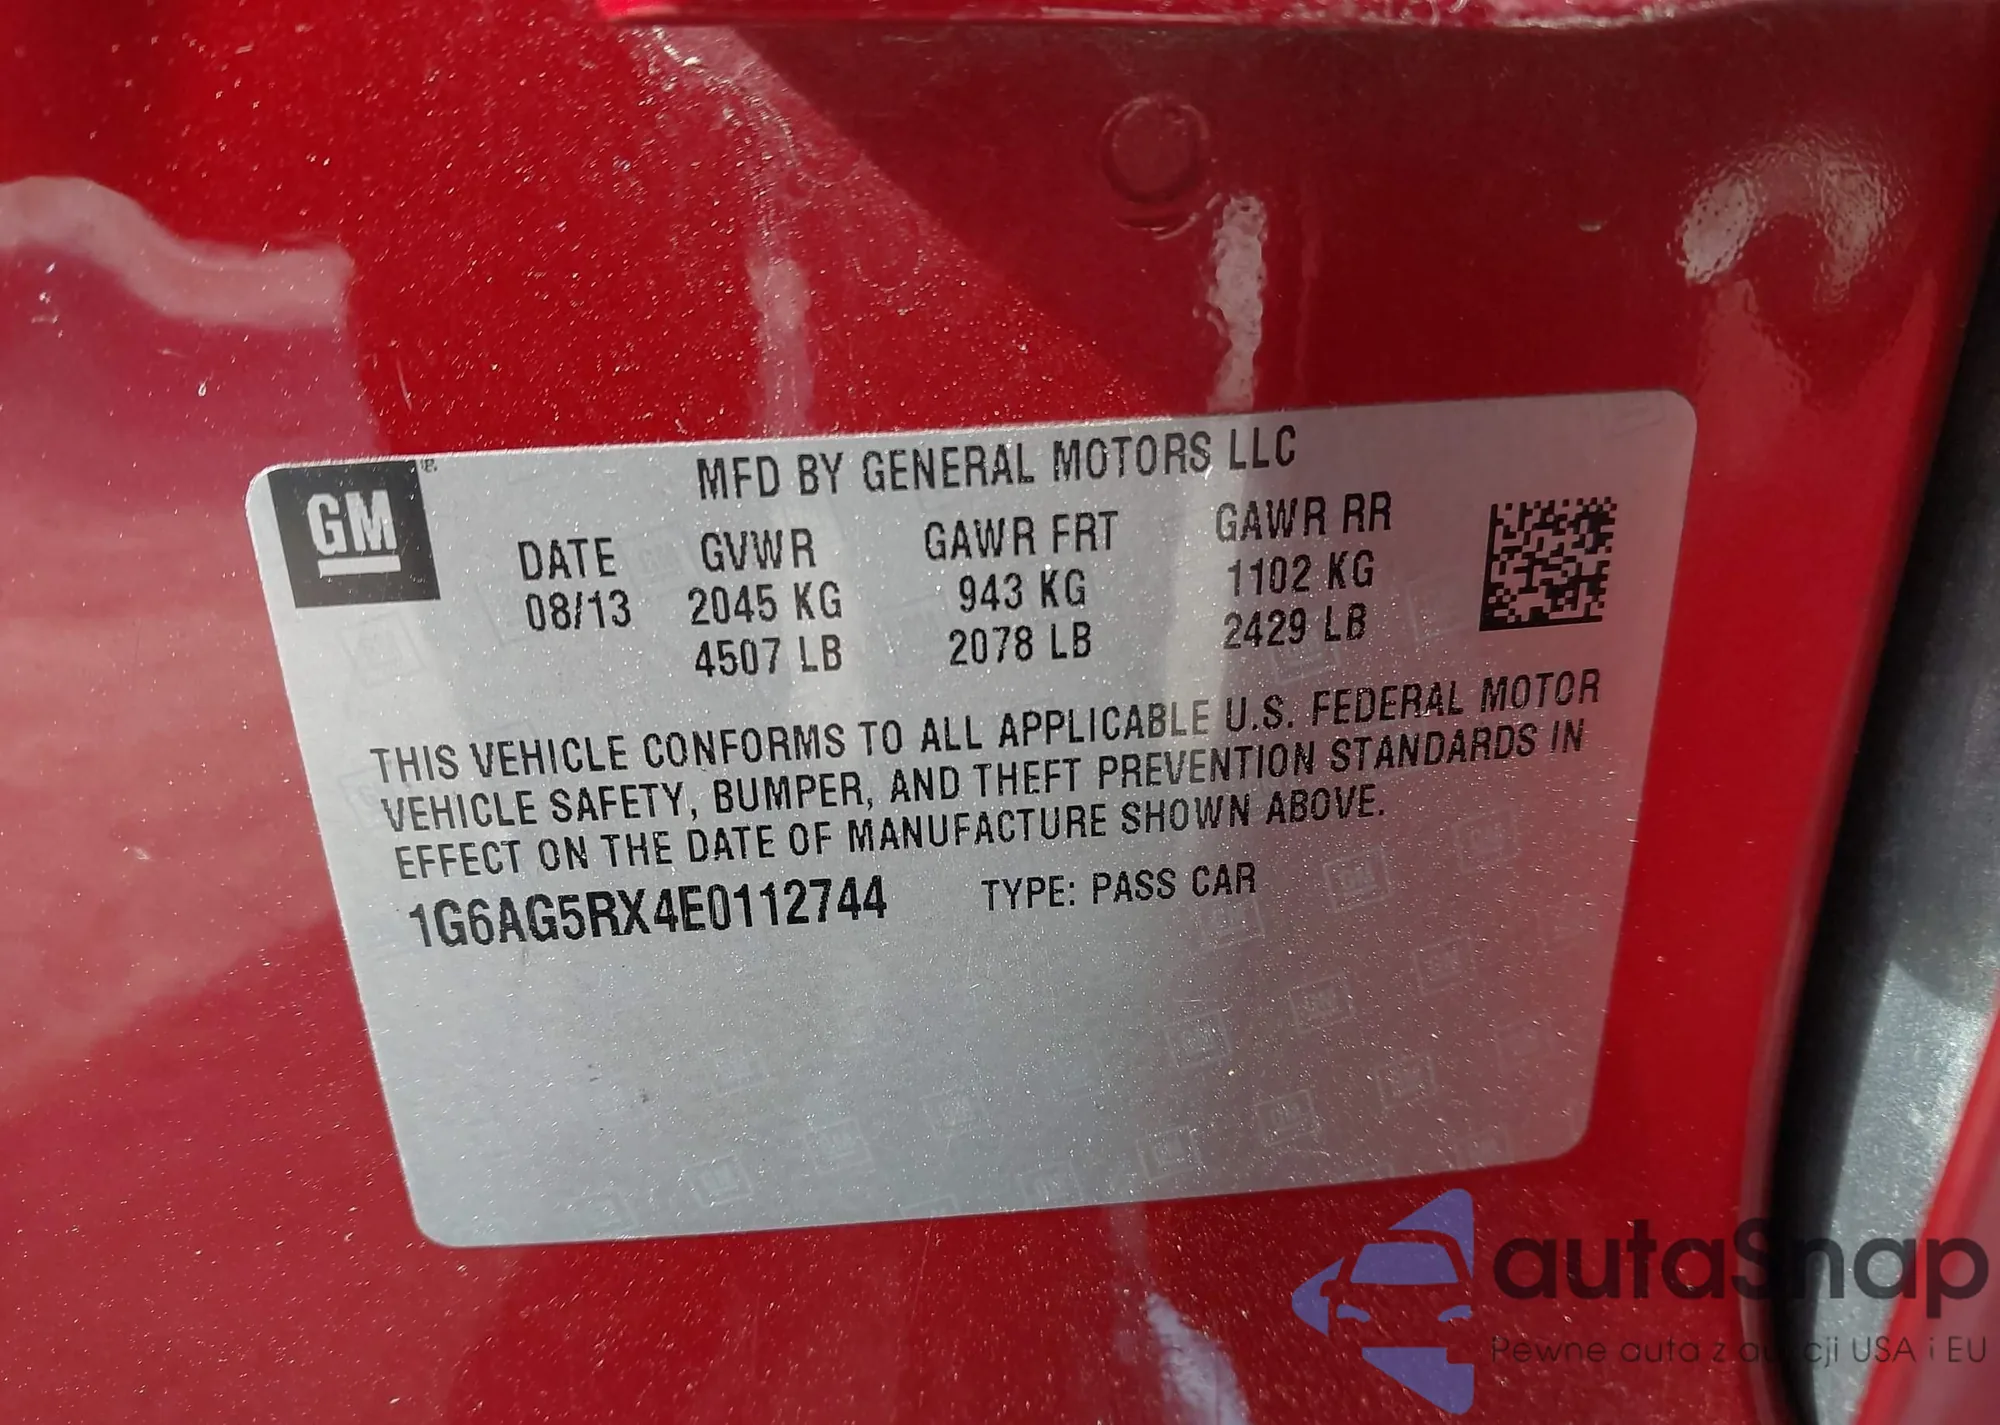 GM
MFD BY GENERAL MOTORS LLC
DATE GVWR GAWR FRT GAWR RR
08/13 2045 KG 943 KG 1102 KG
4507 LB 2078 LB 2429 LB
THIS VEHICLE CONFORMS TO ALL APPLICABLE U.S. FEDERAL MOTOR
VEHICLE SAFETY, BUMPER, AND THEFT PREVENTION STANDARDS IN
EFFECT ON THE DATE OF MANUFACTURE SHOWN ABOVE.
1G6AG5RX4E0112744 TYPE: PASS CAR
autaSnap
Pewne auta z aukcji USA i EU